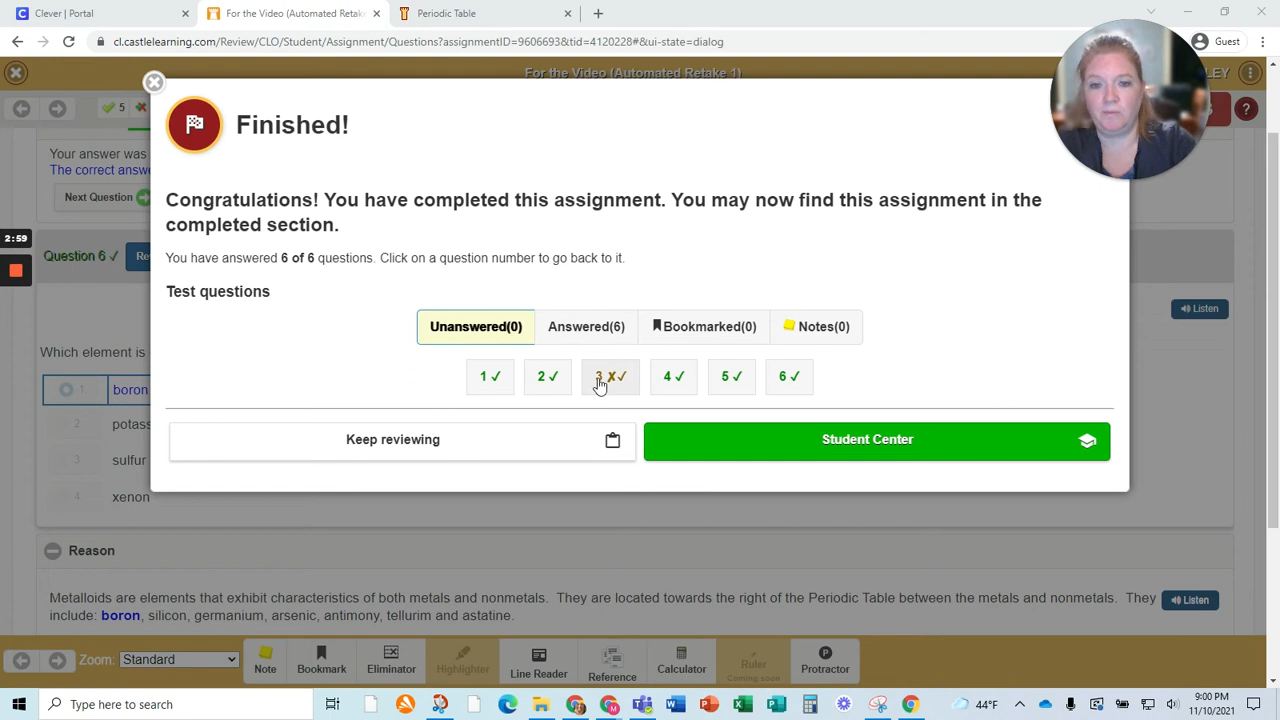 Clever | Portal
For the Video (Automated Retake
Periodic Table
cl.castlelearning.com/Review/CLO/Student/Assignment/Questions?assignmentID=9606693&tid=4120228#&ui-state=dialog
Guest
For the Video (Automated Retake 1)
5
Finished!
Your answer was
The correct answe
Next Question
Congratulations! You have completed this assignment. You may now find this assignment in the
completed section.
2:59
Question 6 ✓
You have answered 6 of 6 questions. Click on a question number to go back to it.
Test questions
Listen
Unanswered(0)
Answered(6)
Bookmarked(0)
Notes(0)
Which element is
1 ✓
2 ✓
3 ✗✓
4 ✓
5 ✓
6 ✓
1 boron
2 potass
3 sulfur
4 xenon
Keep reviewing
Student Center
Reason
Metalloids are elements that exhibit characteristics of both metals and nonmetals. They are located towards the right of the Periodic Table between the metals and nonmetals. They
include: boron, silicon, germanium, arsenic, antimony, tellurim and astatine.
Listen
Zoom:
Standard
Note
Bookmark
Eliminator
Highlighter
Line Reader
Reference
Calculator
Ruler
Coming soon
Protractor
Type here to search
44°F
9:00 PM
11/10/2021